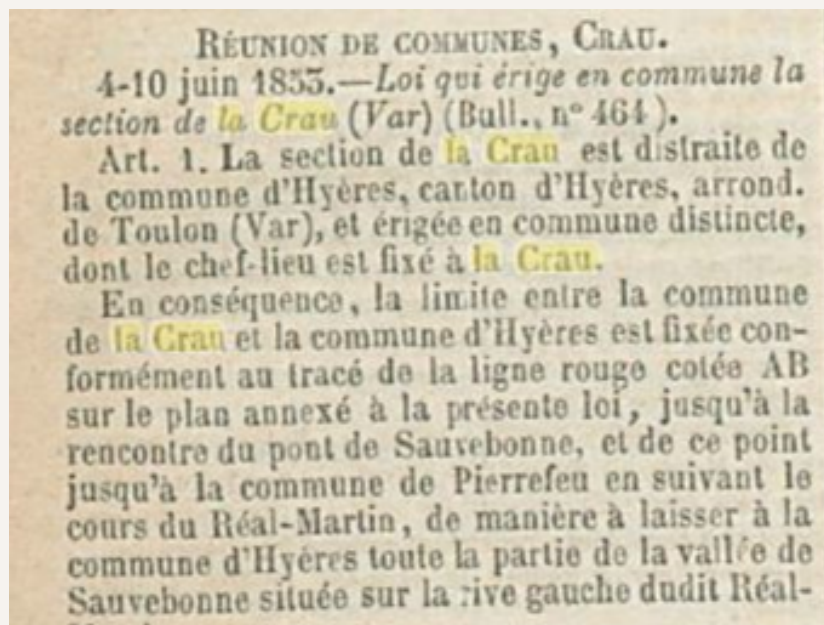 RÉUNION DE COMMUNES, CRAU.
4-10 juin 1853.—Loi qui érige en commune la
section de la Crau (Var) (Bull., n° 464).
Art. 1. La section de la Crau est distraite de
la commune d'Hyères, canton d'Hyères, arrond.
de Toulon (Var), et érigée en commune distincte,
dont le chef-lieu est fixé à la Crau.
En conséquence, la limite entre la commune
de la Crau et la commune d'Hyères est fixée con-
formément au tracé de la ligne rouge cotée AB
sur le plan annexé à la présente loi, jusqu'à la
rencontre du pont de Sauvebonne, et de ce point
jusqu'à la commune de Pierrefeu en suivant le
cours du Réal-Martin, de manière à laisser à la
commune d'Hyères toute la partie de la vallée de
Sauvebonne située sur la rive gauche dudit Réal-